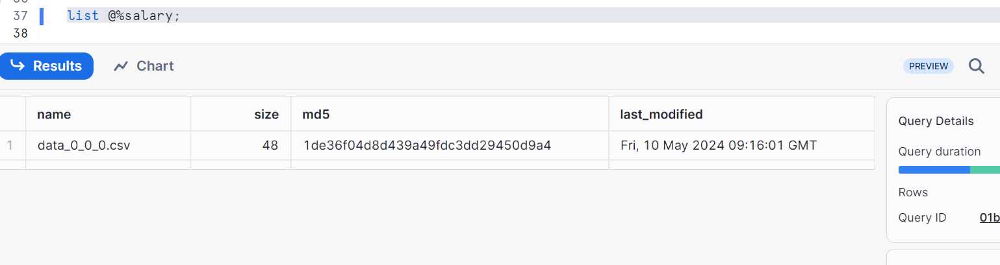 37 list @%salary;
38
Results Chart PREVIEW
name size md5 last_modified
1 data_0_0_0.csv 48 1de36f04d8d439a49fdc3dd29450d9a4 Fri, 10 May 2024 09:16:01 GMT
Query Details
Query duration
Rows
Query ID 01b